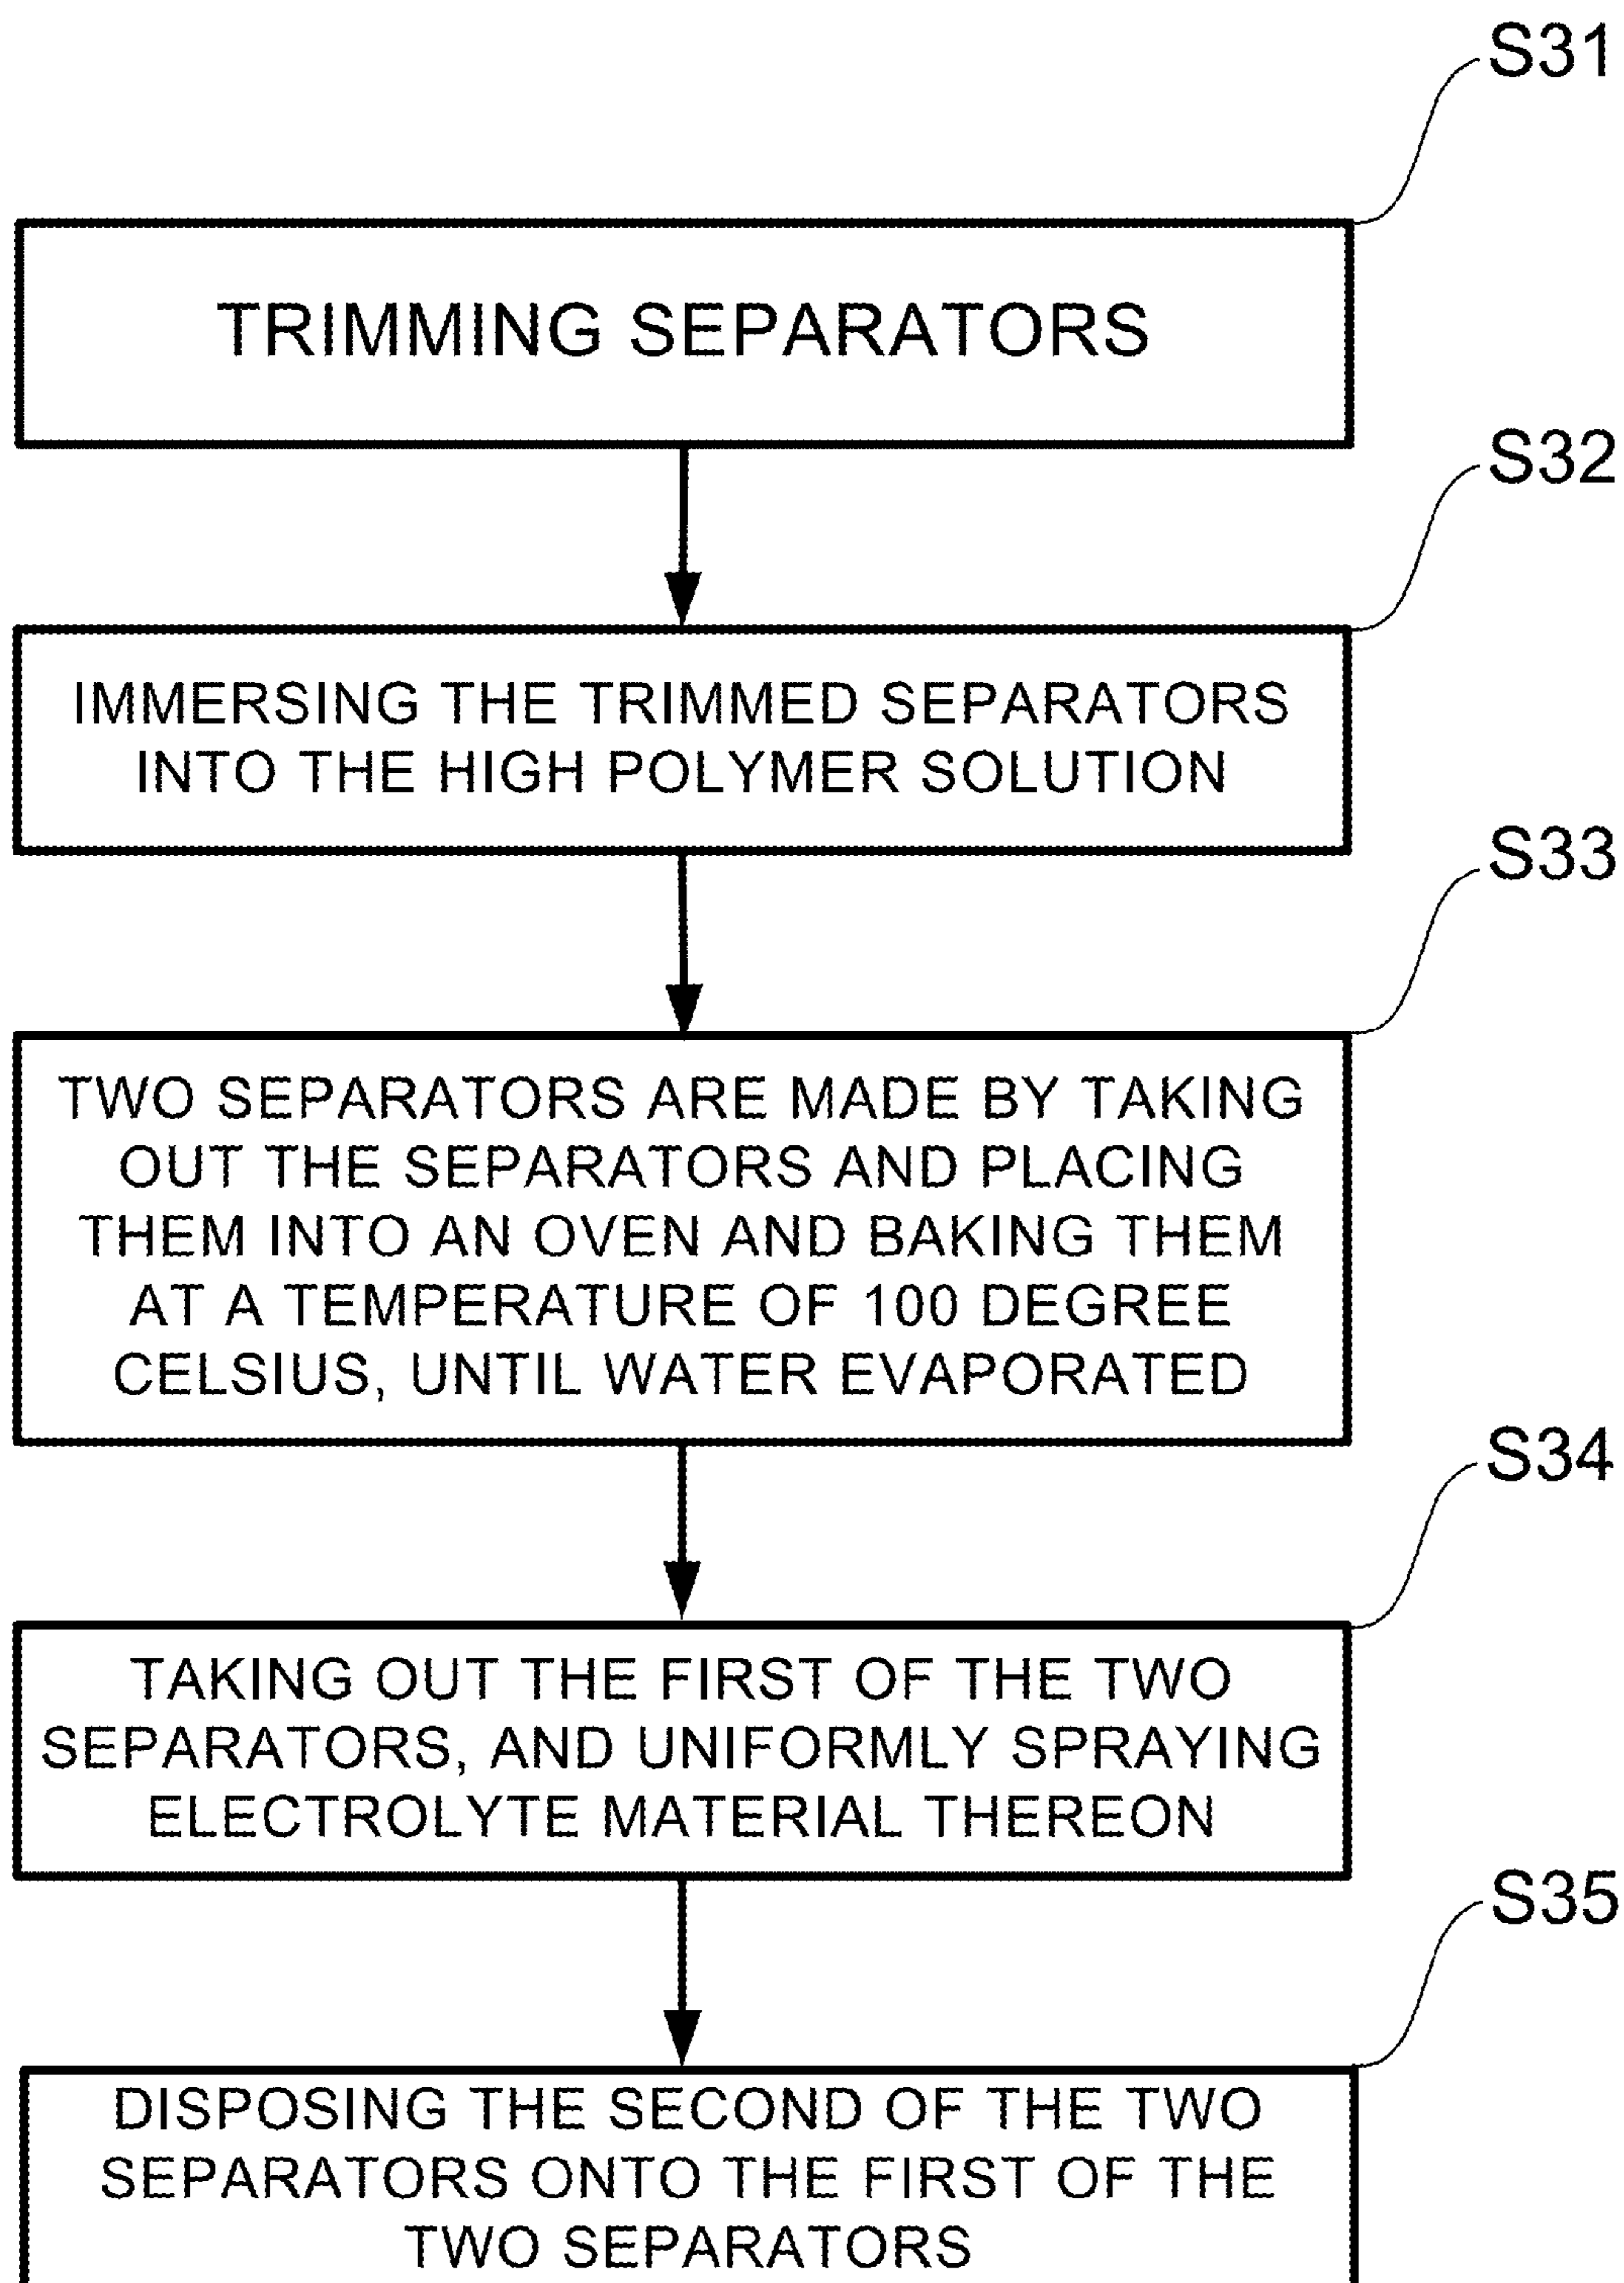 S31
TRIMMING SEPARATORS
S32
IMMERSING THE TRIMMED SEPARATORS
INTO THE HIGH POLYMER SOLUTION
S33
TWO SEPARATORS ARE MADE BY TAKING
OUT THE SEPARATORS AND PLACING
THEM INTO AN OVEN AND BAKING THEM
AT A TEMPERATURE OF 100 DEGREE
CELSIUS, UNTIL WATER EVAPORATED
S34
TAKING OUT THE FIRST OF THE TWO
SEPARATORS, AND UNIFORMLY SPRAYING
ELECTROLYTE MATERIAL THEREON
S35
DISPOSING THE SECOND OF THE TWO
SEPARATORS ONTO THE FIRST OF THE
TWO SEPARATORS